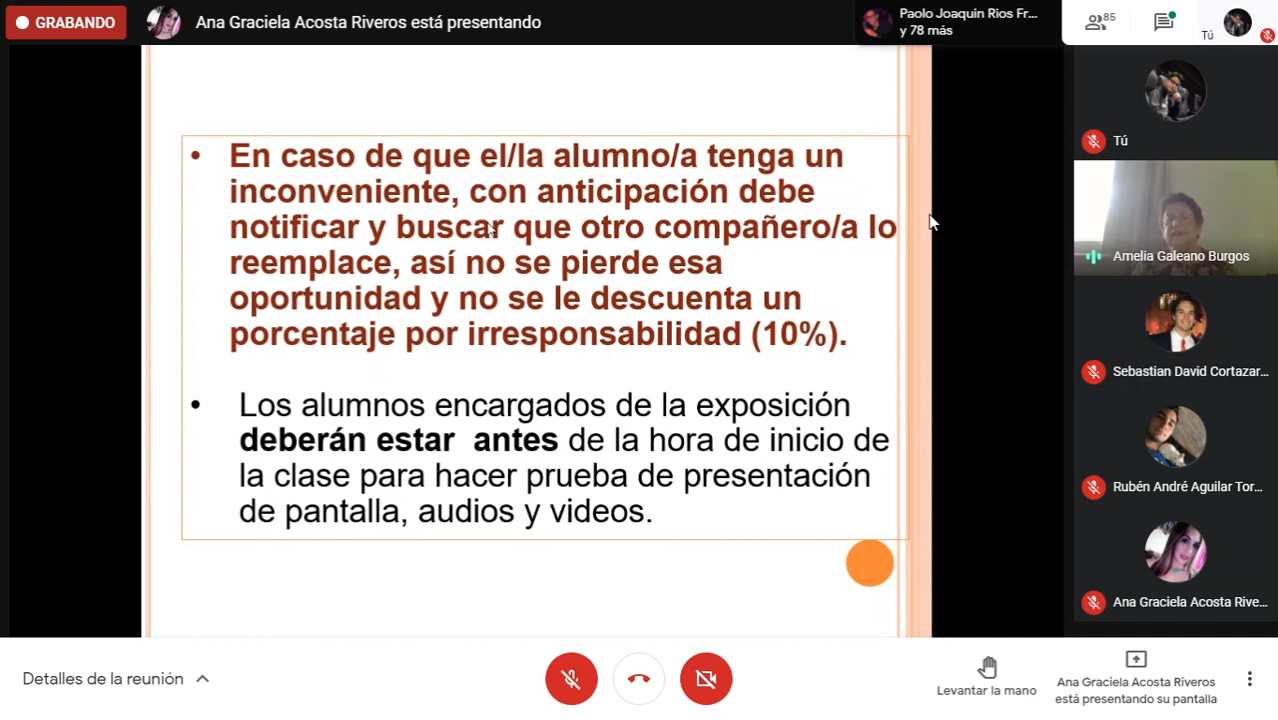 GRABANDO
Ana Graciela Acosta Riveros está presentando
Paolo Joaquin Rios Fr...
y 78 más
85
Tú
• En caso de que el/la alumno/a tenga un
inconveniente, con anticipación debe
notificar y buscar que otro compañero/a lo
reemplace, así no se pierde esa
oportunidad y no se le descuenta un
porcentaje por irresponsabilidad (10%).
• Los alumnos encargados de la exposición
deberán estar antes de la hora de inicio de
la clase para hacer prueba de presentación
de pantalla, audios y videos.
Tú
Amelia Galeano Burgos
Sebastian David Cortazar...
Rubén André Aguilar Tor...
Ana Graciela Acosta Rive...
Detalles de la reunión
Levantar la mano
Ana Graciela Acosta Riveros
está presentando su pantalla